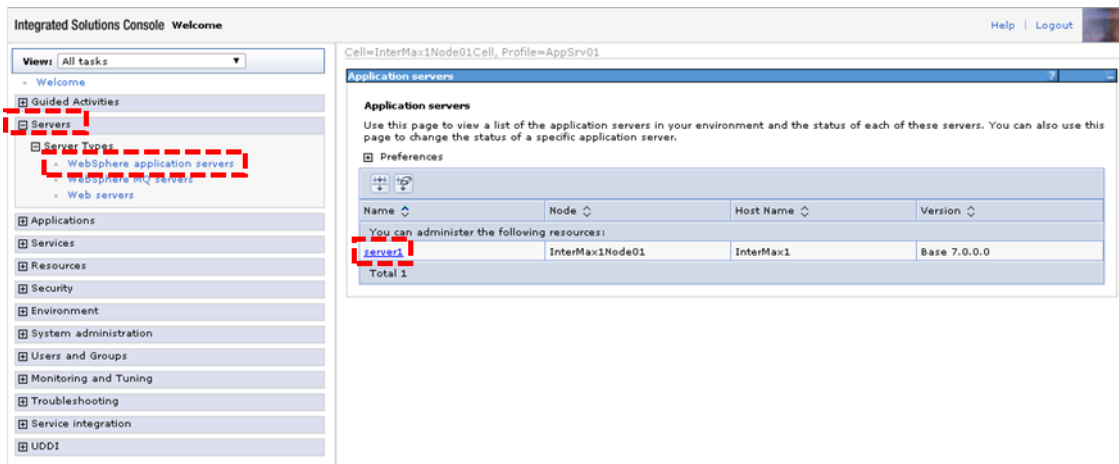 Integrated Solutions Console Welcome
Help | Logout
View: All tasks
Welcome
Guided Activities
Servers
Server Types
WebSphere application servers
WebSphere MQ servers
Web servers
Applications
Services
Resources
Security
Environment
System administration
Users and Groups
Monitoring and Tuning
Troubleshooting
Service integration
UDDI
Cell=InterMax1Node01Cell, Profile=AppSrv01
Application servers ? -
Application servers
Use this page to view a list of the application servers in your environment and the status of each of these servers. You can also use this
page to change the status of a specific application server.
Preferences
Name Node Host Name Version
You can administer the following resources:
server1 InterMax1Node01 InterMax1 Base 7.0.0.0
Total 1